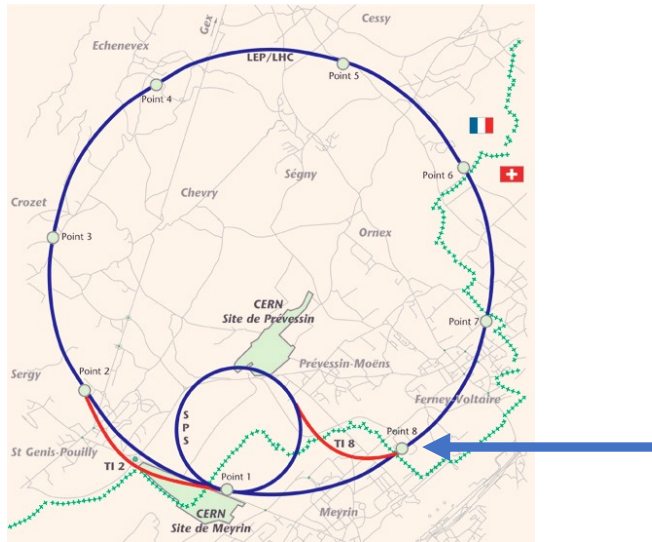 Cessy
Gex
Echenevex
LEP/LHC
Point 5
Point 4
Point 6
Ségny
Chevry
Crozet
Point 3
Ornex
CERN
Site de Prévessin
Point 7
Prévessin-Moëns
Point 2
Sergy
Ferney-Voltaire
SPS
Point 8
St Genis-Pouilly
TI 8
TI 2
Point 1
Meyrin
CERN
Site de Meyrin